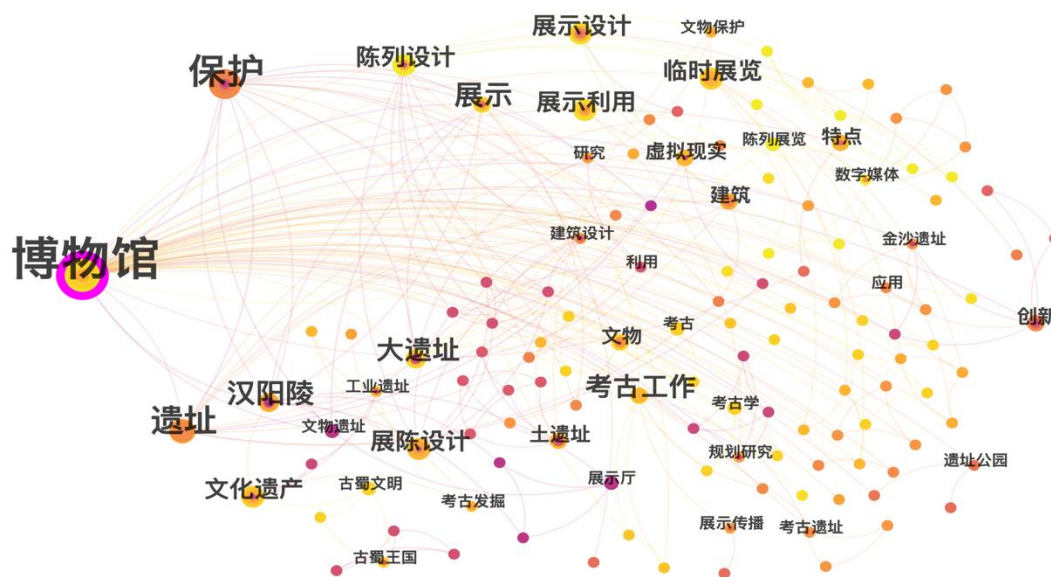 展示设计
文物保护
陈列设计
保护
临时展览
展示
展示利用
特点
陈列展览
虚拟现实
研究
数字媒体
建筑
建筑设计
金沙遗址
博物馆
利用
应用
创新
考古
文物
大遗址
工业遗址
考古工作
汉阳陵
考古学
遗址
文物遗址
展陈设计
土遗址
规划研究
遗址公园
展示厅
古蜀文明
文化遗产
考古发掘
展示传播
考古遗址
古蜀王国